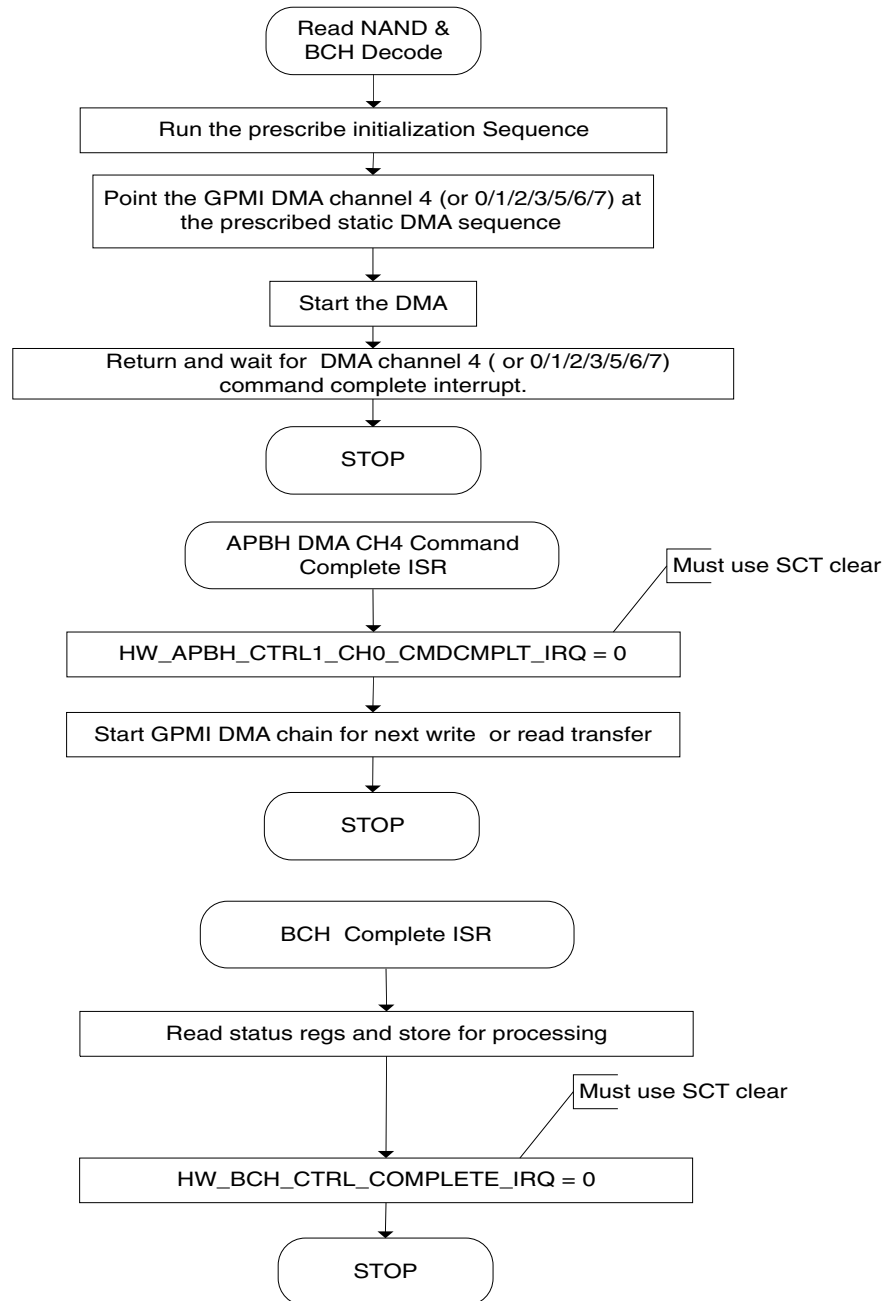 Read NAND &
BCH Decode
Run the prescribe initialization Sequence
Point the GPMI DMA channel 4 (or 0/1/2/3/5/6/7) at
the prescribed static DMA sequence
Start the DMA
Return and wait for DMA channel 4 ( or 0/1/2/3/5/6/7)
command complete interrupt.
STOP
APBH DMA CH4 Command
Complete ISR
Must use SCT clear
HW_APBH_CTRL1_CH0_CMDCMPLT_IRQ = 0
Start GPMI DMA chain for next write or read transfer
STOP
BCH Complete ISR
Read status regs and store for processing
Must use SCT clear
HW_BCH_CTRL_COMPLETE_IRQ = 0
STOP